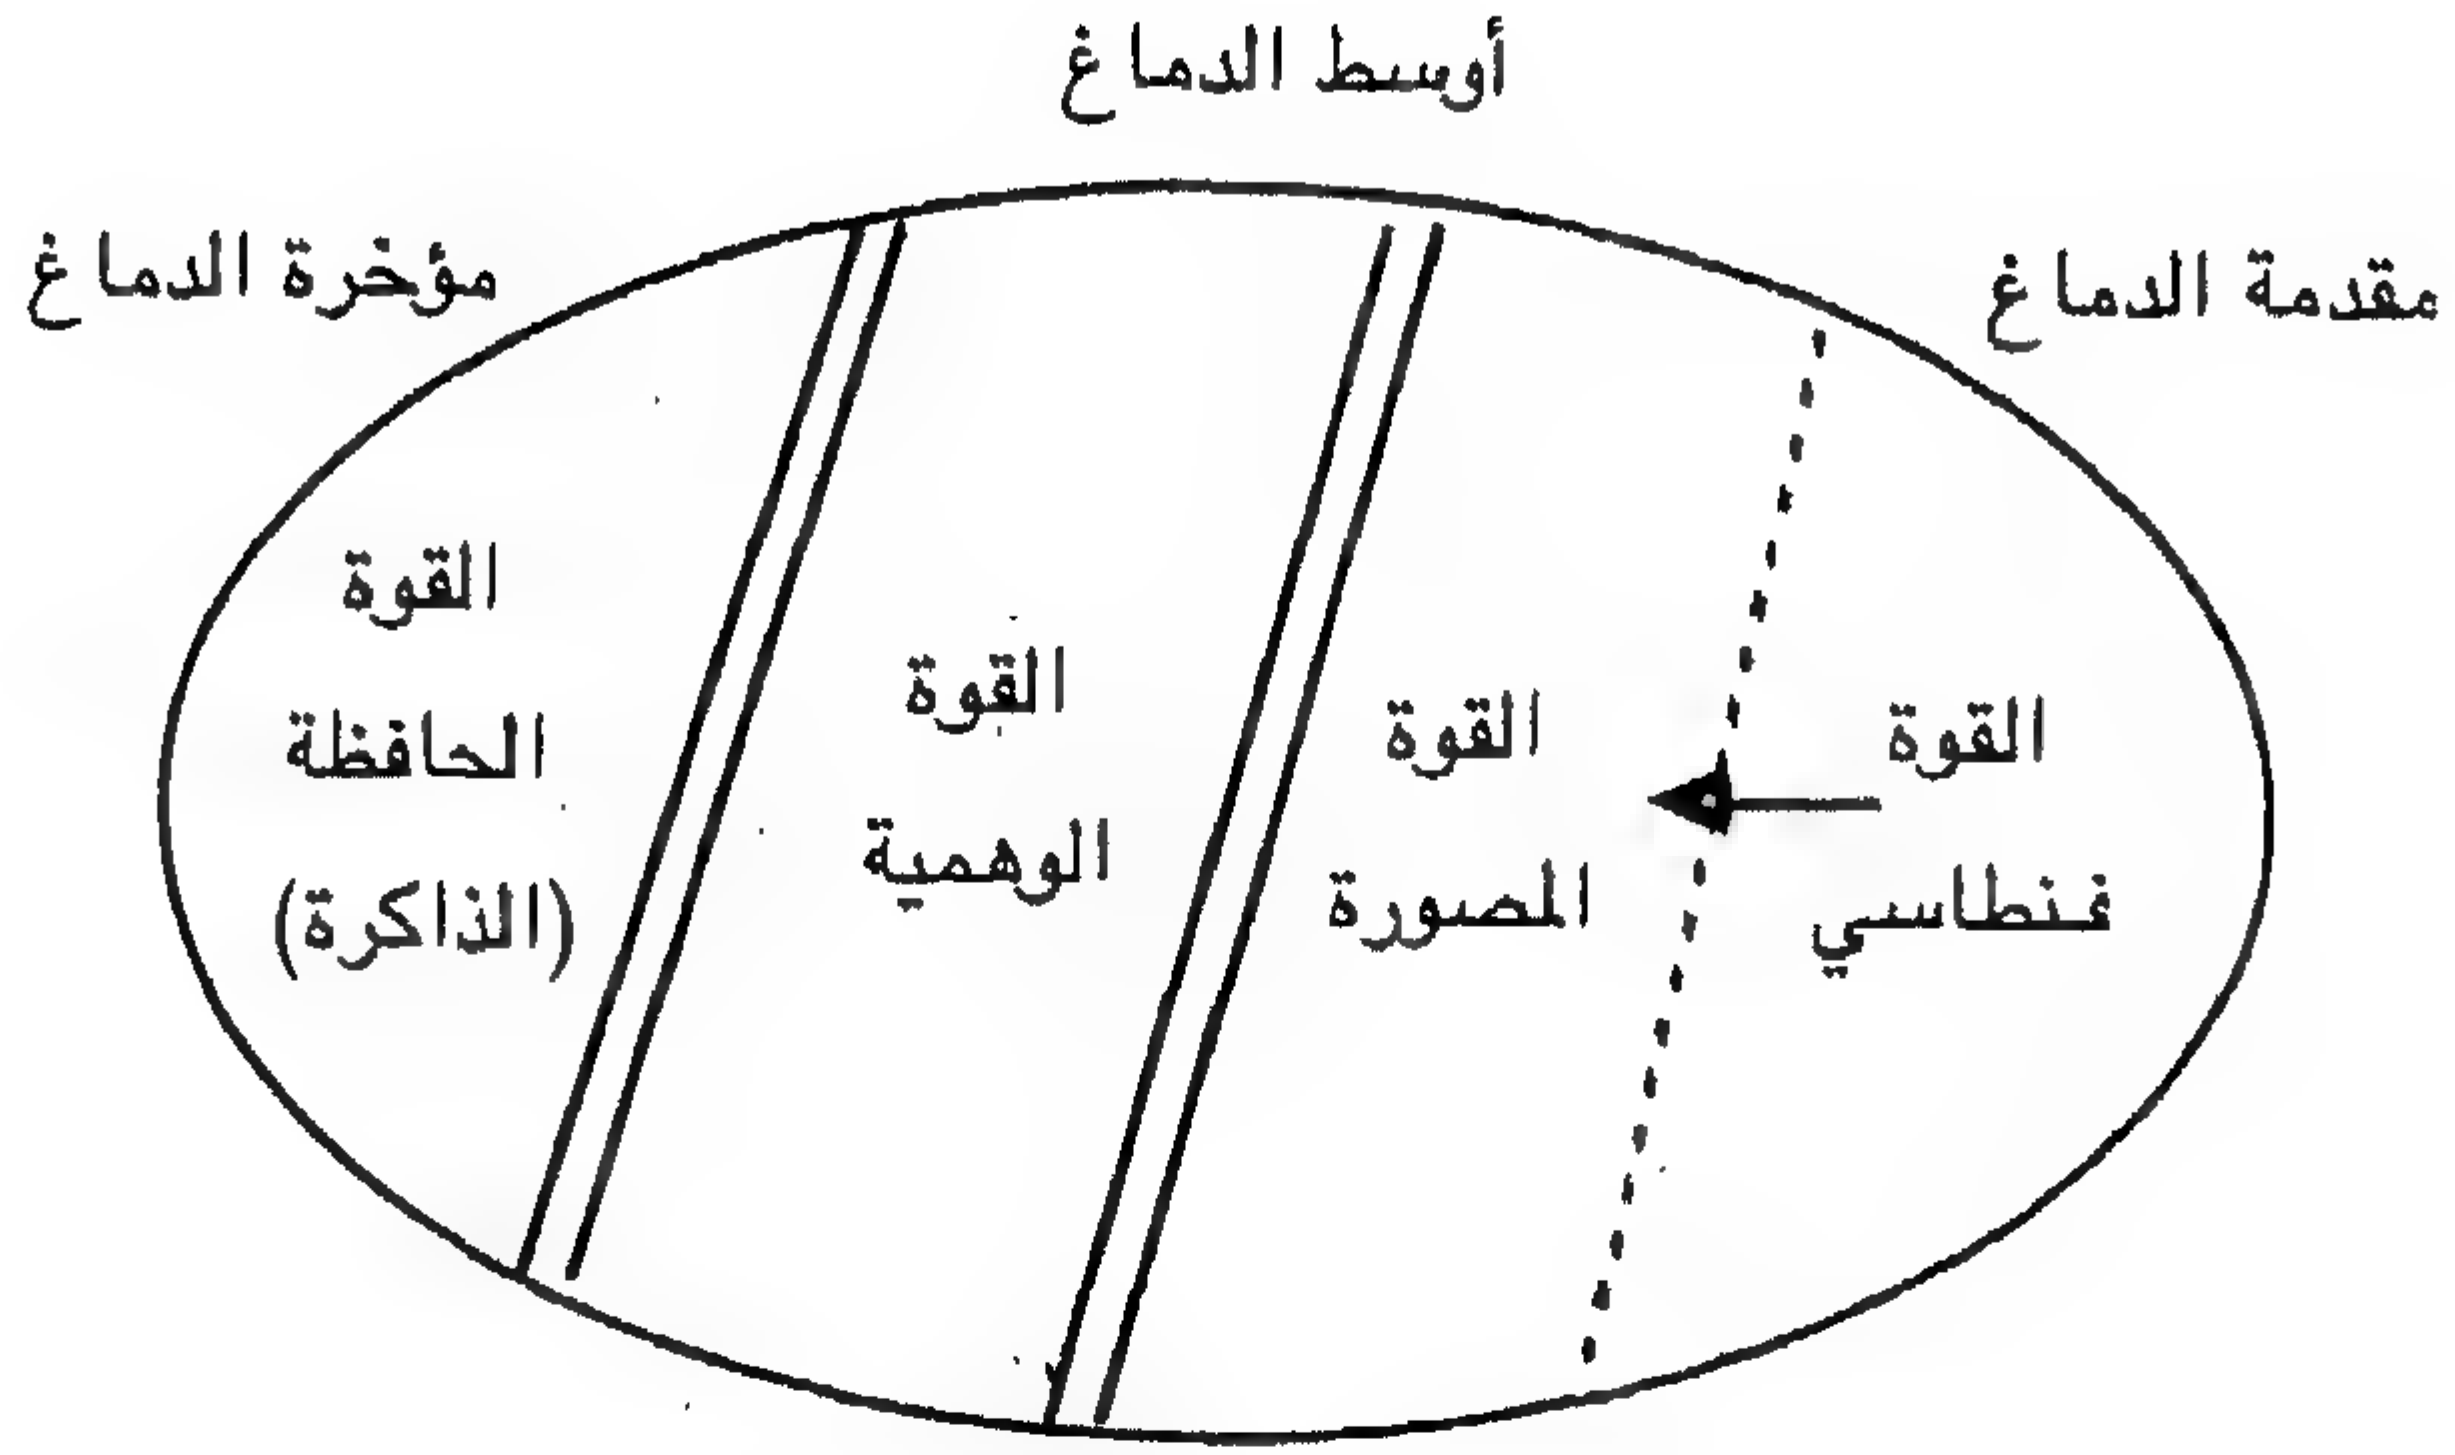 أوسط الدماغ
مقدمة الدماغ
مؤخرة الدماغ
القوة
فنطاسي
القوة
المصورة
القوة
الوهمية
القوة
الحافظة
(الذاكرة)